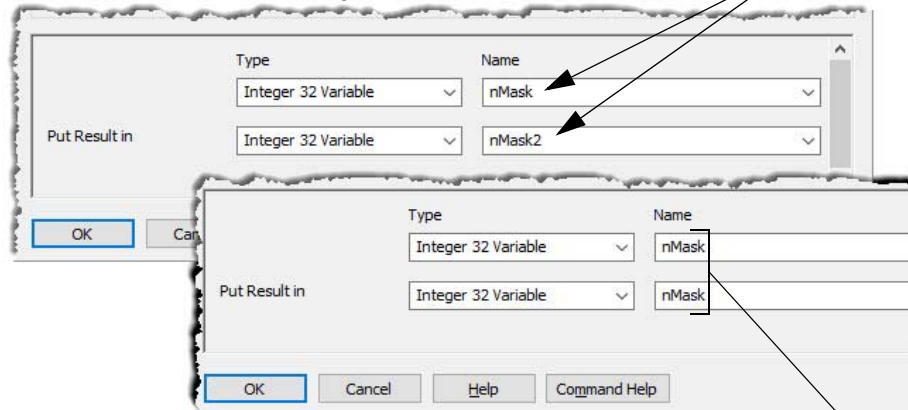 Type Name
Integer 32 Variable nMask
Put Result in Integer 32 Variable nMask2
OK
Type Name
Integer 32 Variable nMask
Put Result in Integer 32 Variable nMask
OK Cancel Help Command Help